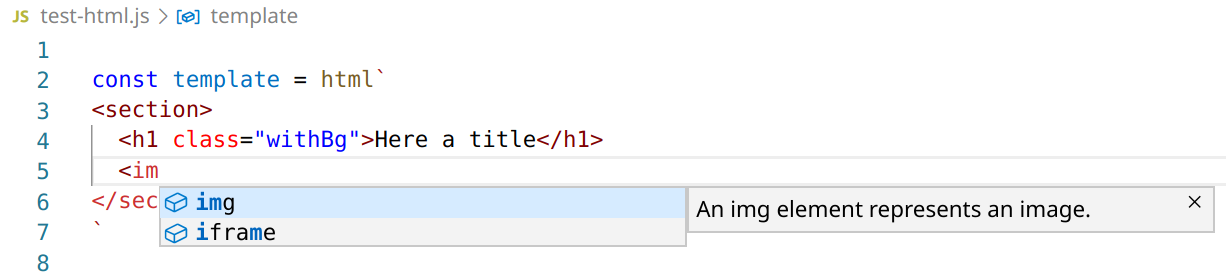 JS test-html.js > template
1
2 const template = html`
3 <section>
4 <h1 class="withBg">Here a title</h1>
5 <im
6 </sec
img An img element represents an image. ×
7 `
iframe
8